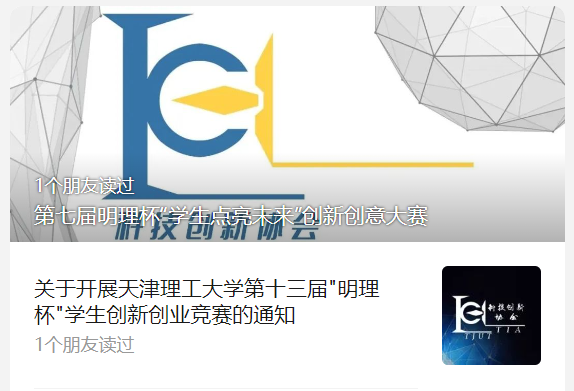 1个朋友读过
第七届明理杯“学生点亮未来”创新创意大赛
科技创新协会
关于开展天津理工大学第十三届"明理
杯"学生创新创业竞赛的通知
1个朋友读过
科技创新
协会
TJUT TIA